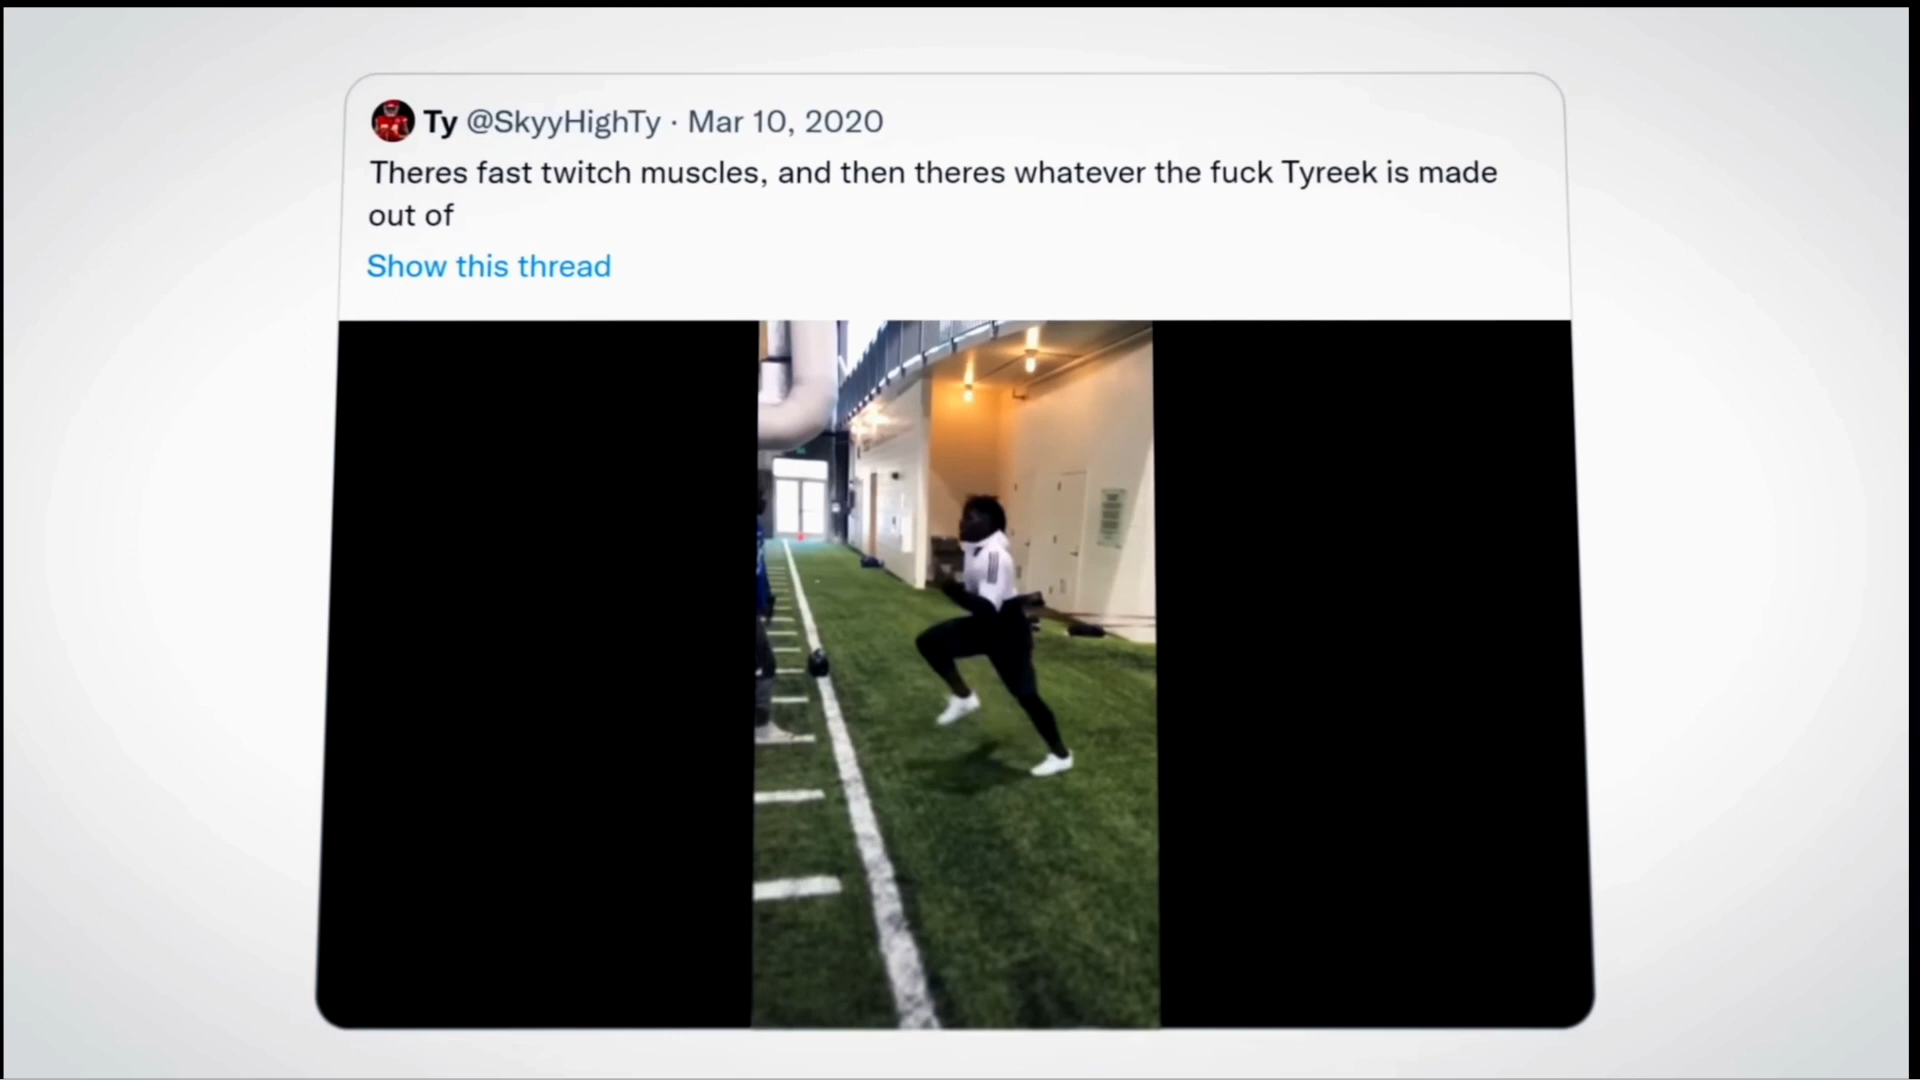 Ty @SkyyHighTy · Mar 10, 2020
Theres fast twitch muscles, and then theres whatever the fuck Tyreek is made
out of
Show this thread